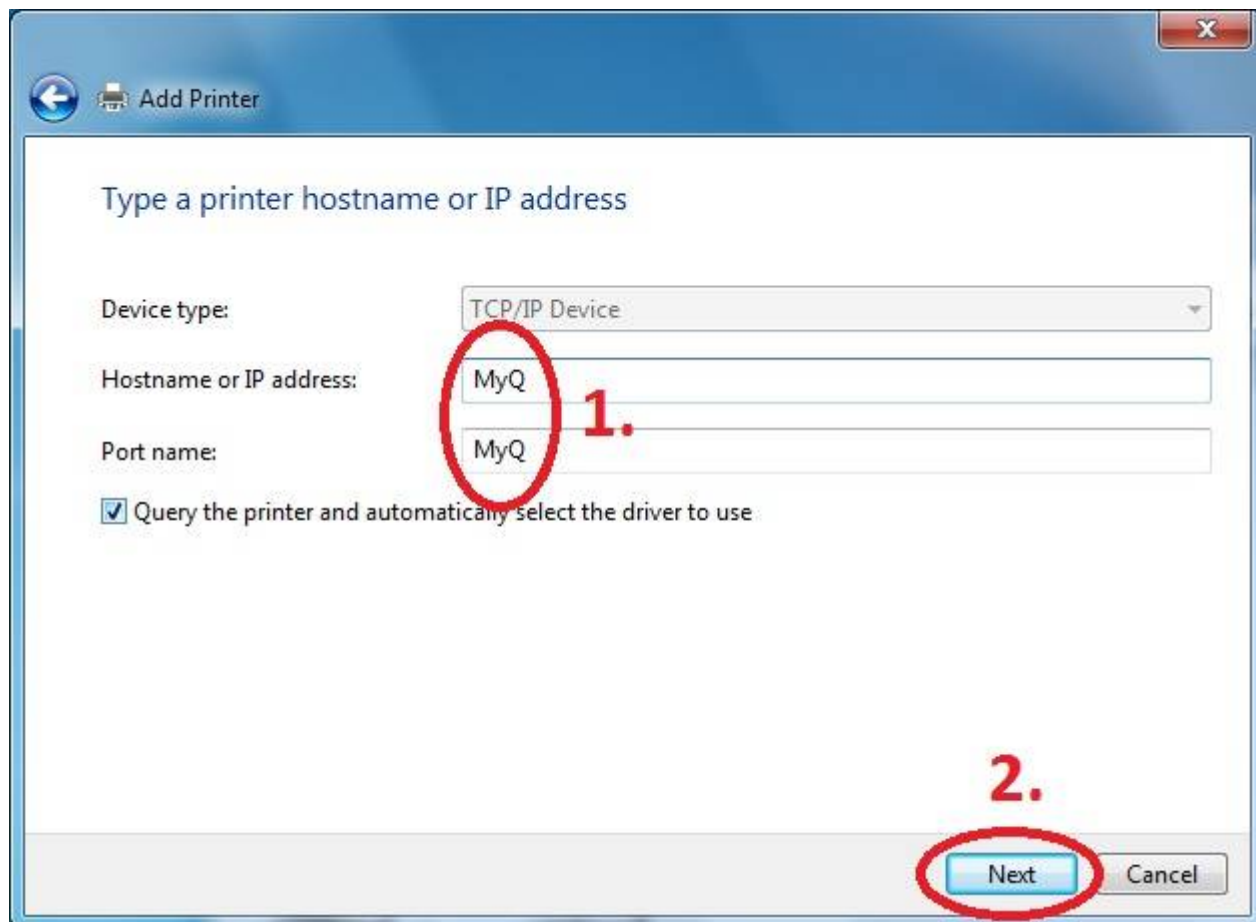 Add Printer
Type a printer hostname or IP address
Device type: TCP/IP Device
Hostname or IP address: MyQ
1.
Port name: MyQ
Query the printer and automatically select the driver to use
2.
Next Cancel